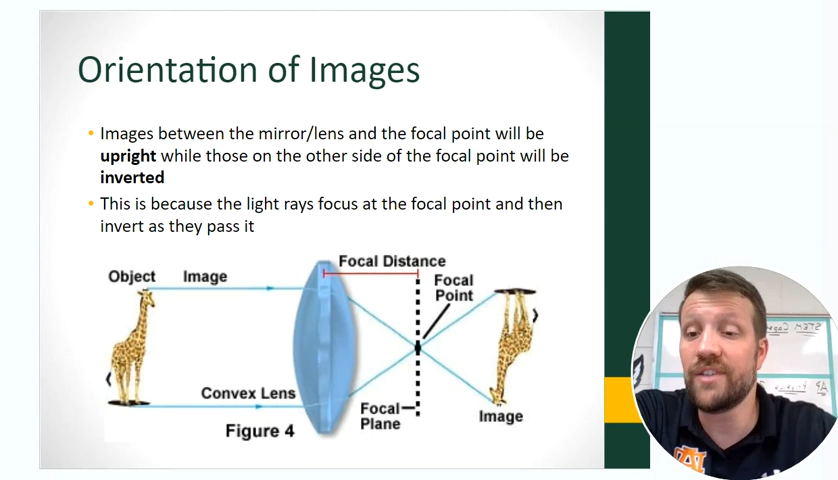 Orientation of Images
• Images between the mirror/lens and the focal point will be
upright while those on the other side of the focal point will be
inverted
• This is because the light rays focus at the focal point and then
invert as they pass it
Focal Distance
Object Image
Focal
Point
Convex Lens
Focal
Plane
Image
Figure 4